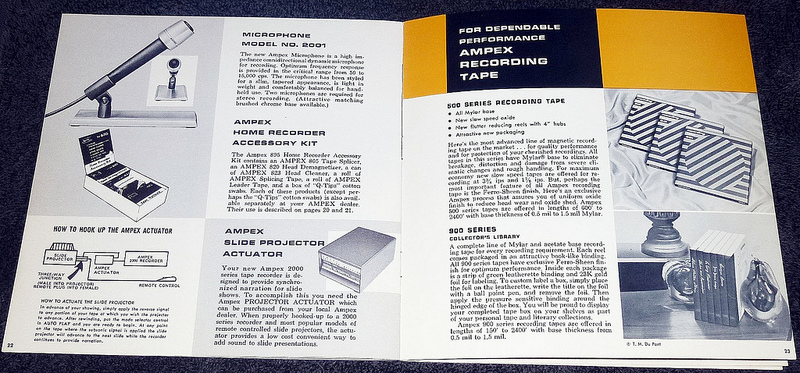 MICROPHONE
MODEL NO. 2001
The new Ampex Microphone is a high im-
pedance omnidirectional dynamic microphone
for recording. Optimum frequency response
is provided in the critical range from 50 to
15,000 cps. The microphone has been styled
for a slim, tapered appearance, is light in
weight and comfortably balanced for hand-
held use. Two microphones are required for
stereo recording. (Attractive matching
brushed chrome base available.)
AMPEX
HOME RECORDER
ACCESSORY KIT
The Ampex 895 Home Recorder Accessory
Kit contains an AMPEX 805 Tape Splicer,
an AMPEX 820 Head Demagnetizer, a can
of AMPEX 823 Head Cleaner, a roll of
AMPEX Splicing Tape, a roll of AMPEX
Leader Tape, and a box of "Q-Tips" cotton
swabs. Each of these products (except per-
haps the "Q-Tips" swabs) is also avail-
able separately at your AMPEX dealer.
Their use is described on pages 20 and 21.
HOW TO HOOK UP THE AMPEX ACTUATOR
SLIDE
PROJECTOR
AMPEX
ACTUATOR
AMPEX
2000 RECORDER
THREE-WAY
JUNCTION
(MALE INTO PROJECTOR)
REMOTE PLUG INTO FEMALE)
REMOTE CONTROL
HOW TO ACTUATE THE SLIDE PROJECTOR
In advance of your showing, simply apply the remote signal
to any portion of your tape at which you wish the projector
to advance. After rewinding, put the mode selector control
in AUTO PLAY and you are ready to begin. At any point
on the tape where the subsonic signal is applied the slide
projector will advance to the next slide while the recorder
continues to provide narration.
AMPEX
SLIDE PROJECTOR
ACTUATOR
Your new Ampex 2000
series tape recorder is de-
signed to provide synchro-
nized narration for slide
shows. To accomplish this you need the
Ampex PROJECTOR ACTUATOR which
can be purchased from your local Ampex
dealer. When properly hooked-up to a 2000
series recorder and most popular models of
remote controlled slide projectors, the actu-
ator provides a low cost convenient way to
add sound to slide presentations.
22
FOR DEPENDABLE
PERFORMANCE
AMPEX
RECORDING
TAPE
500 SERIES RECORDING TAPE
• All Mylar base
• New slow speed oxide
• New flutter reducing reels with 4" hubs
• Attractive new packaging
Here's the most advanced line of magnetic record-
ing tape on the market . . . for quality performance
and for protection of your cherished recordings. All
tapes in this series have Mylar® base to eliminate
breakage, distortion and damage from severe cli-
matic changes and rough handling. For maximum
economy new slow speed tapes are offered for re-
cording at 3¾ ips and 1⅞ ips. But, perhaps the
most important feature of all Ampex recording
tape is the Ferro-Sheen finish. Here's an exclusive
Ampex process that assures you of uniform oxide
finish to reduce head wear and oxide shed. Ampex
500 series tapes are offered in lengths of 600' to
2400' with base thickness of 0.5 mil to 1.5 mil Mylar.
900 SERIES
COLLECTOR'S LIBRARY
A complete line of Mylar and acetate base record-
ing tape for every recording requirement. Each reel
comes packaged in an attractive book-like binding.
All 900 series tapes have exclusive Ferro-Sheen fin-
ish for optimum performance. Inside each package
is a strip of green leatherette binding and 23K gold
foil for labeling. To custom label a box, simply place
the foil on the leatherette, write the title on the foil
with a ball point pen, and remove the foil. Then
apply the pressure sensitive binding around the
hinged edge of the box. You will be proud to display
your completed tape box on your shelves as part
of your personal tape and literary collections.
Ampex 900 series recording tapes are offered in
lengths of 150' to 2400' with base thickness from
0.5 mil to 1.5 mil.
® T. M. Du Pont
23